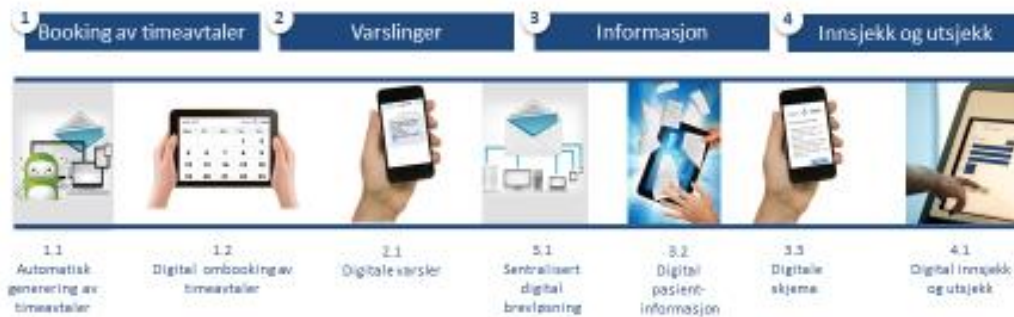 1
Booking av timeavtaler
2
Varslinger
3
Informasjon
4
Innsjekk og utsjekk
1.1
Automatisk
generering av
timeavtaler
1.2
Digital ombooking av
timeavtaler
2.1
Digitale varsler
3.1
Sentralisert
digital
brevløsning
3.2
Digital
pasient-
informasjon
3.3
Digitale
skjema
4.1
Digital innsjekk
og utsjekk